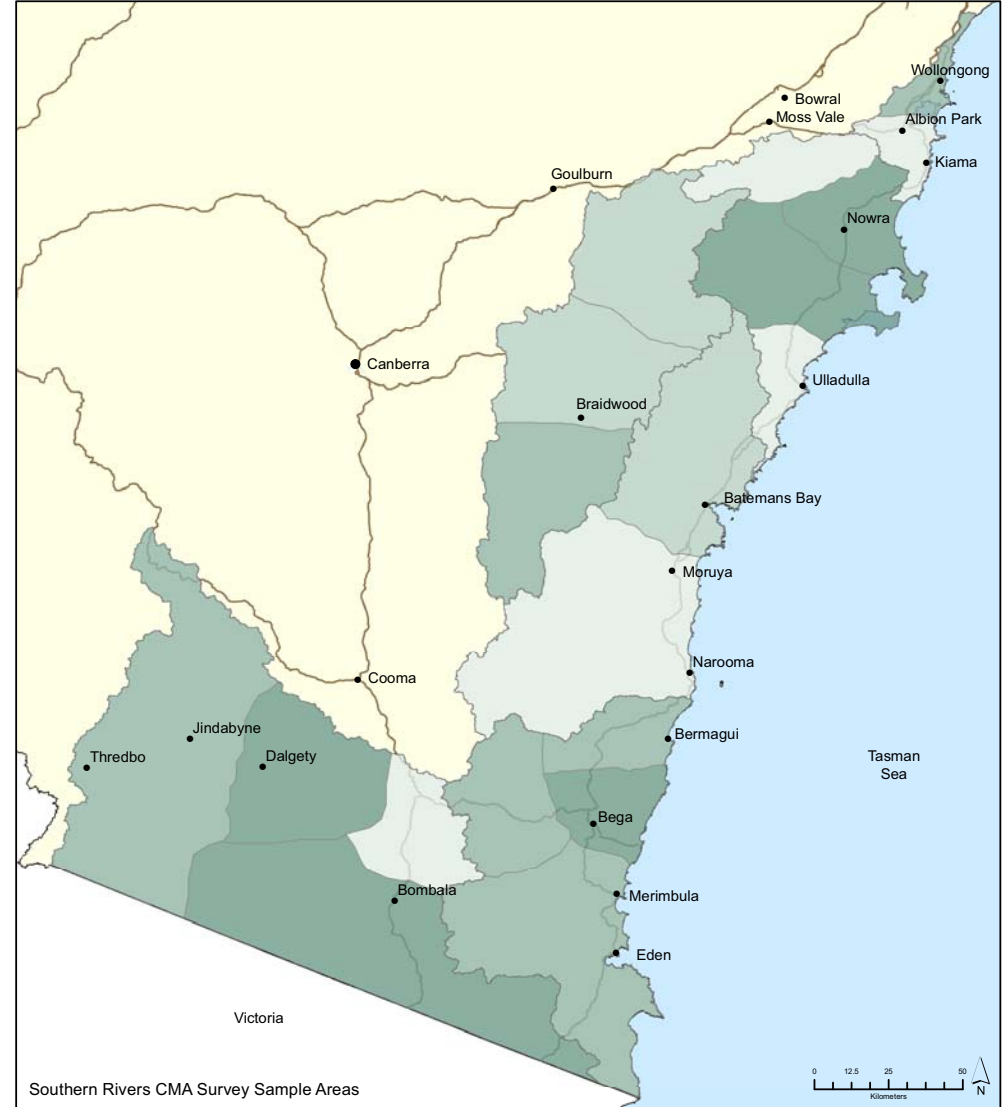 Wollongong
Bowral
Moss Vale
Albion Park
Kiama
Goulburn
Nowra
Canberra
Ulladulla
Braidwood
Batemans Bay
Moruya
Narooma
Cooma
Jindabyne
Bermagui
Thredbo
Dalgety
Tasman
Sea
Bega
Bombala
Merimbula
Eden
Victoria
Southern Rivers CMA Survey Sample Areas
0 12.5 25 50
Kilometers
N